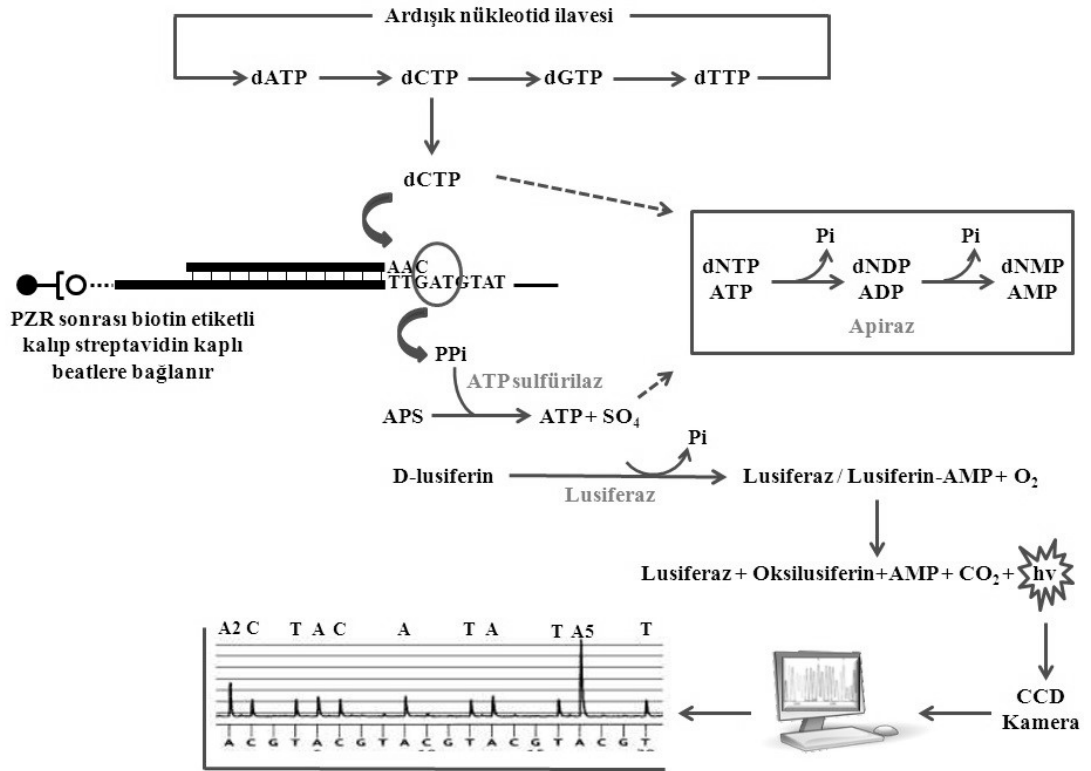 Ardışık nükleotid ilavesi
dATP dCTP dGTP dTTP
dCTP
AAC
TTGATGTAT
PZR sonrası biotin etiketli
kalıp streptavidin kaplı
beatlere bağlanır
Pi Pi
dNTP dNDP dNMP
ATP ADP AMP
Apiraz
PPi
ATP sulfürilaz
APS ATP + SO₄
Pi
D-lusiferin Lusiferaz / Lusiferin-AMP + O₂
Lusiferaz
Lusiferaz + Oksilusiferin+AMP + CO₂ + hv
CCD
Kamera
A2 C T A C A T A T A5 T
A C G T A C G T A C G T A C G T A C G T